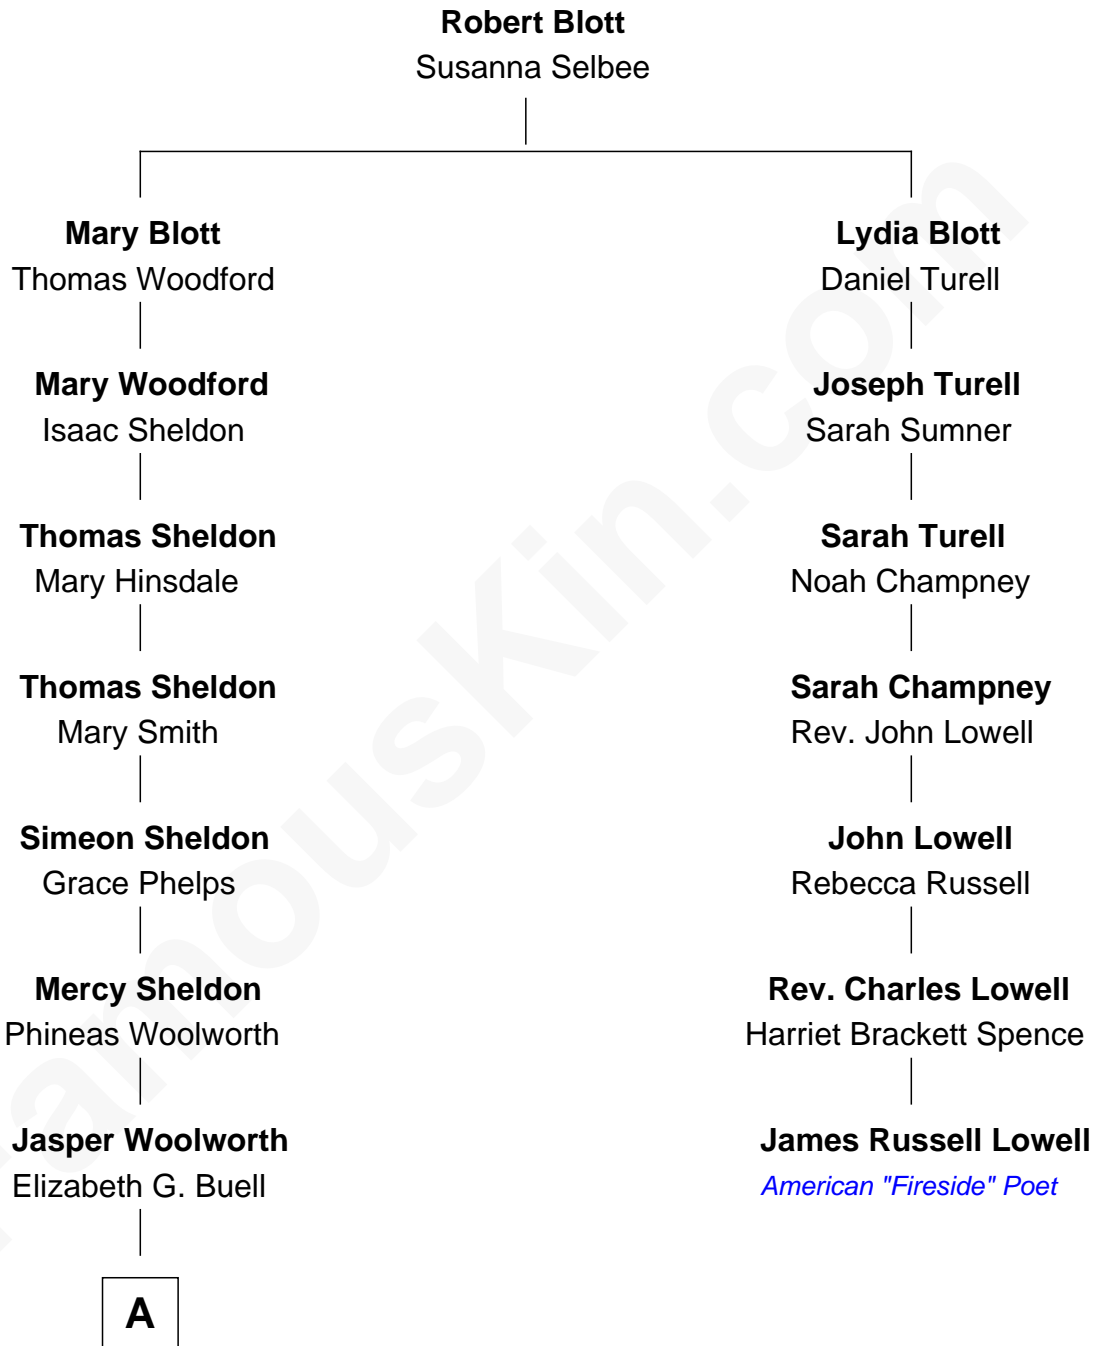 Robert Blott
Susanna Selbee
Mary Blott
Thomas Woodford
Lydia Blott
Daniel Turell
Mary Woodford
Isaac Sheldon
Joseph Turell
Sarah Sumner
Thomas Sheldon
Mary Hinsdale
Sarah Turell
Noah Champney
Thomas Sheldon
Mary Smith
Sarah Champney
Rev. John Lowell
Simeon Sheldon
Grace Phelps
John Lowell
Rebecca Russell
Mercy Sheldon
Phineas Woolworth
Rev. Charles Lowell
Harriet Brackett Spence
Jasper Woolworth
Elizabeth G. Buell
James Russell Lowell
American "Fireside" Poet
A
FamousKin.com